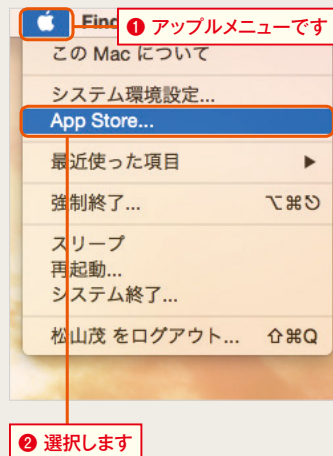 Find
❶ アップルメニューです
この Mac について
システム環境設定...
App Store...
最近使った項目 ▶
強制終了... ⌥⌘⎋
スリープ
再起動...
システム終了...
松山茂 をログアウト... ⇧⌘Q
❷ 選択します